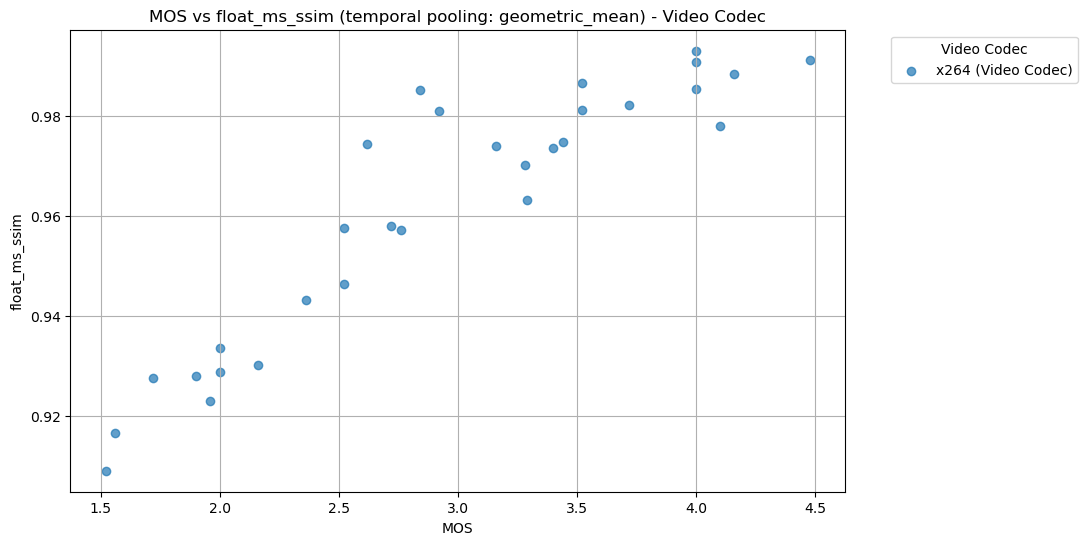 MOS vs float_ms_ssim (temporal pooling: geometric_mean) - Video Codec
Video Codec
x264 (Video Codec)
float_ms_ssim
0.98
0.96
0.94
0.92
1.5 2.0 2.5 3.0 3.5 4.0 4.5
MOS